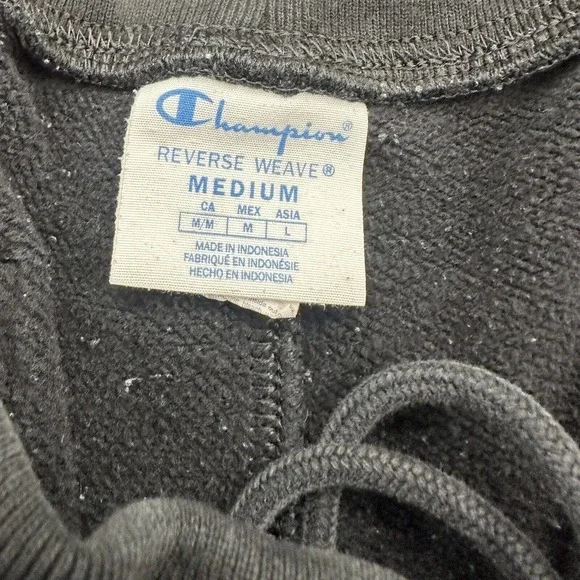 Champion®
REVERSE WEAVE®
MEDIUM
CA MEX ASIA
M/M M L
MADE IN INDONESIA
FABRIQUÉ EN INDONÉSIE
HECHO EN INDONESIA